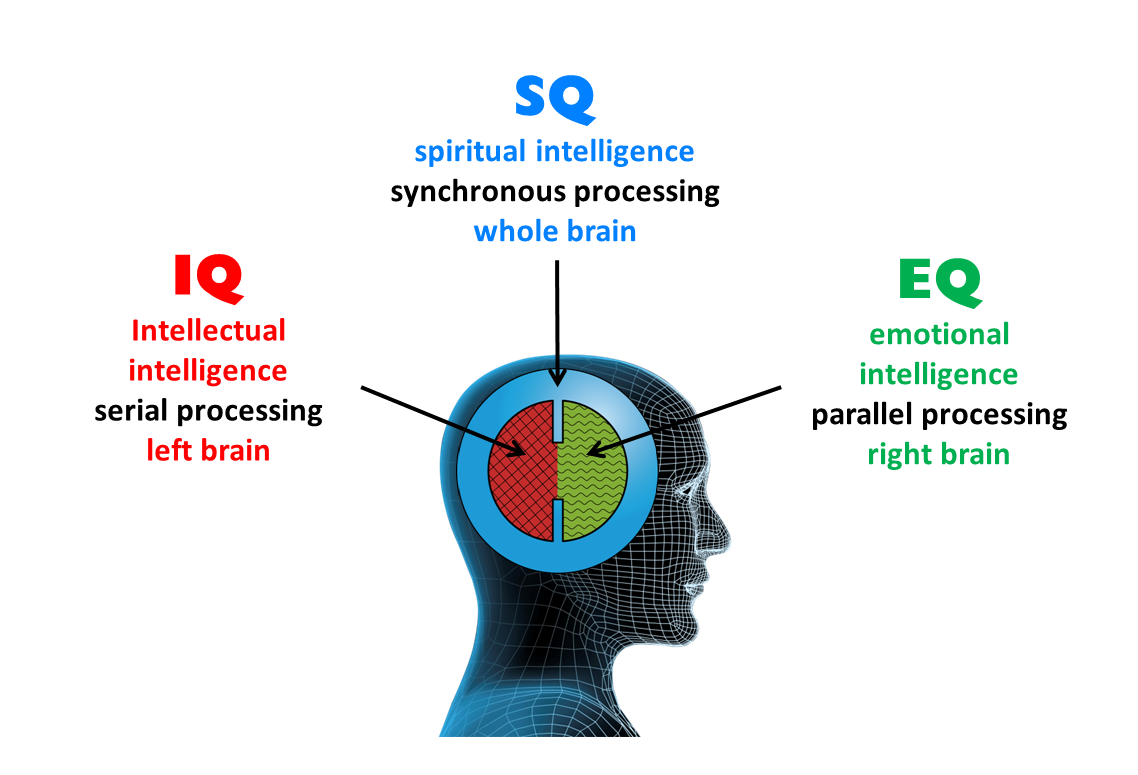 SQ
spiritual intelligence
synchronous processing
whole brain
IQ
Intellectual
intelligence
serial processing
left brain
EQ
emotional
intelligence
parallel processing
right brain